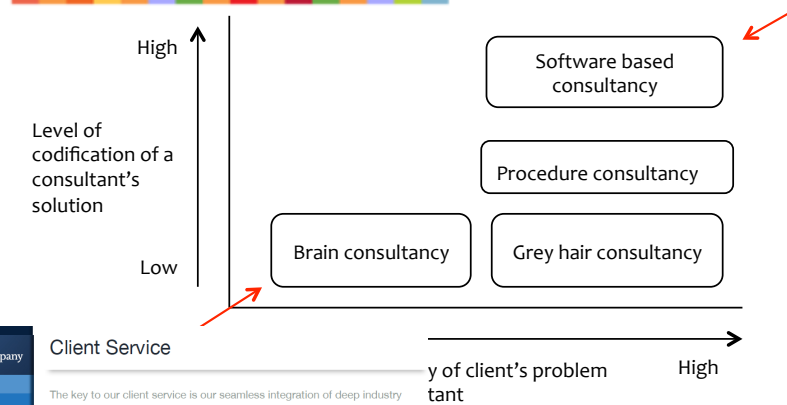 High
Software based
consultancy
Level of
codification of a
consultant's
solution
Procedure consultancy
Brain consultancy
Grey hair consultancy
Low
pany
Client Service
y of client's problem
High
The key to our client service is our seamless integration of deep industry
tant